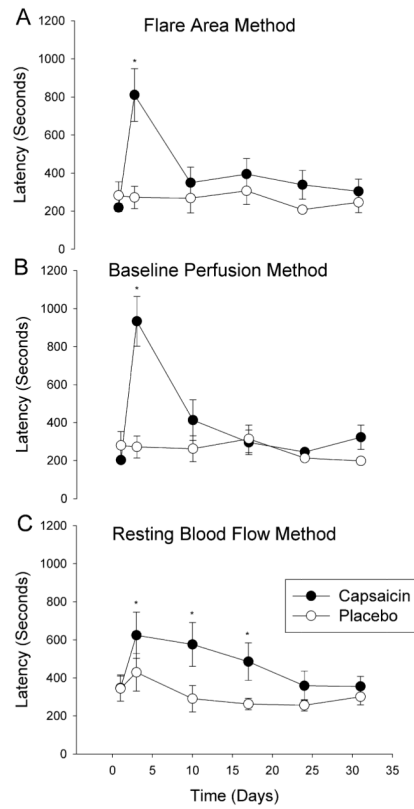 A
Flare Area Method
1200
1000
800
600
400
200
0
Latency (Seconds)
*
B
Baseline Perfusion Method
1200
1000
800
600
400
200
0
Latency (Seconds)
*
C
Resting Blood Flow Method
1200
1000
800
600
400
200
0
Latency (Seconds)
* * *
Capsaicin
Placebo
0 5 10 15 20 25 30 35
Time (Days)